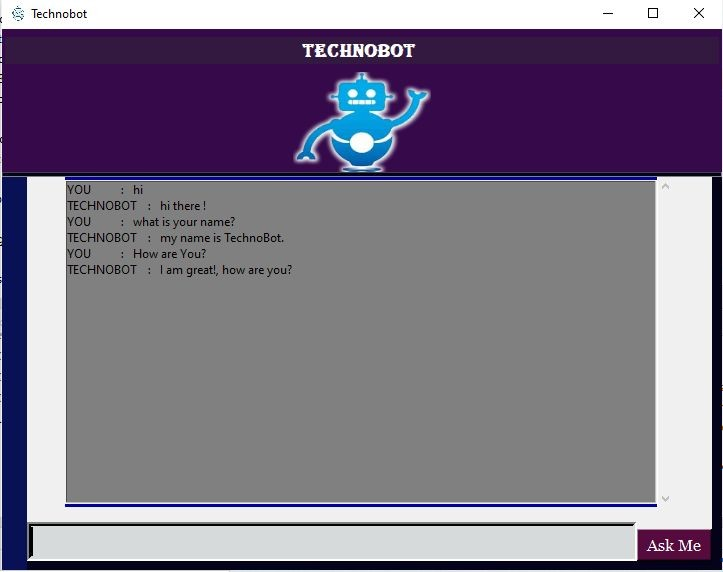 Technobot
TECHNOBOT
YOU : hi
TECHNOBOT : hi there !
YOU : what is your name?
TECHNOBOT : my name is TechnoBot.
YOU : How are You?
TECHNOBOT : I am great!, how are you?
Ask Me